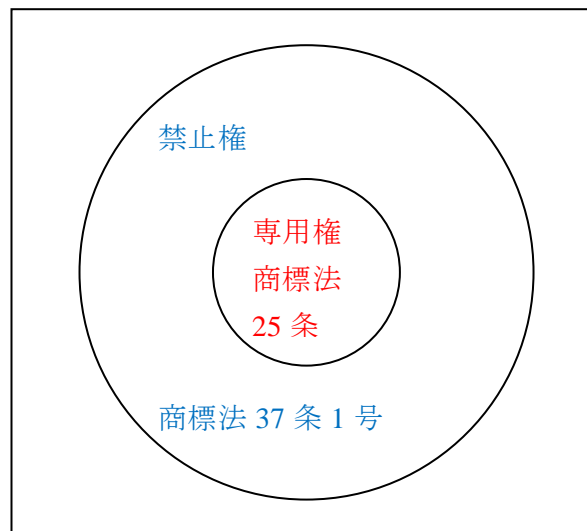 禁止権
専用権
商標法
25 条
商標法 37 条 1 号